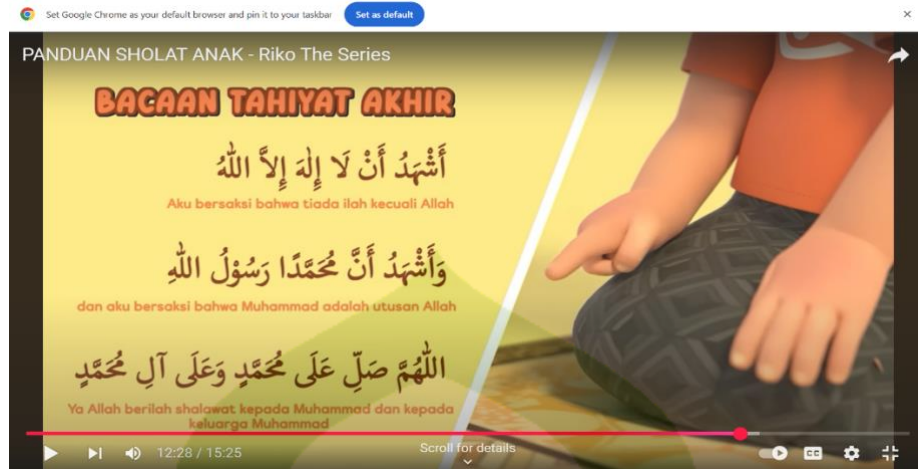 Set Google Chrome as your default browser and pin it to your taskbar
Set as default
PANDUAN SHOLAT ANAK - Riko The Series
BACAAN TAHIYAT AKHIR
أَشْهَدُ أَنْ لَا إِلٰهَ إِلاَّ اللّٰهُ
Aku bersaksi bahwa tiada ilah kecuali Allah
وَأَشْهَدُ أَنَّ مُحَمَّدًا رَسُوْلُ اللّٰهِ
dan aku bersaksi bahwa Muhammad adalah utusan Allah
اللّٰهُمَّ صَلِّ عَلَى مُحَمَّدٍ وَعَلَى آلِ مُحَمَّدٍ
Ya Allah berilah shalawat kepada Muhammad dan kepada
keluarga Muhammad
12:28 / 15:25
Scroll for details
CC